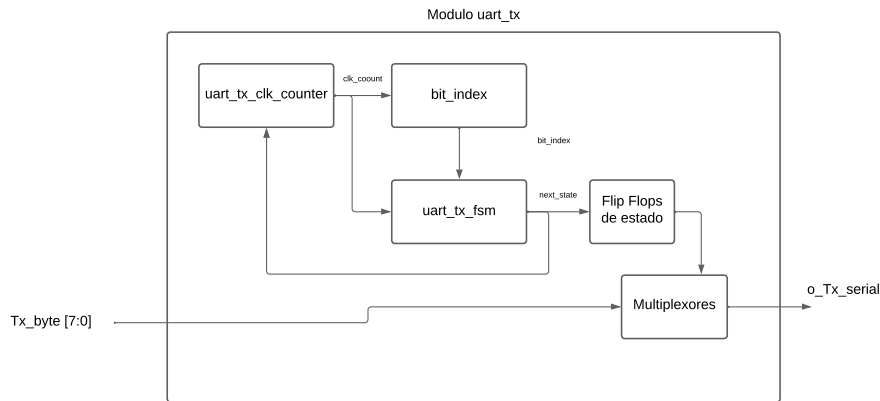 Modulo uart_tx
clk_coount
uart_tx_clk_counter
bit_index
bit_index
next_state
uart_tx_fsm
Flip Flops
de estado
o_Tx_serial
Multiplexores
Tx_byte [7:0]